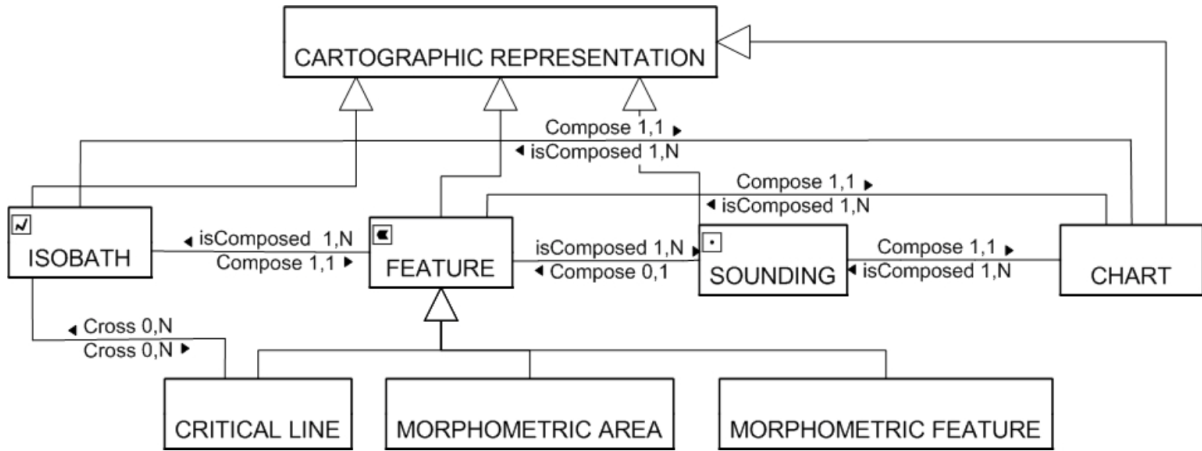 CARTOGRAPHIC REPRESENTATION
Compose 1,1 ►
◄ isComposed 1,N
Compose 1,1 ►
◄ isComposed 1,N
ISOBATH
◄ isComposed 1,N
Compose 1,1 ►
FEATURE
isComposed 1,N ►
◄ Compose 0,1
SOUNDING
Compose 1,1 ►
◄ isComposed 1,N
CHART
◄ Cross 0,N
Cross 0,N ►
CRITICAL LINE
MORPHOMETRIC AREA
MORPHOMETRIC FEATURE